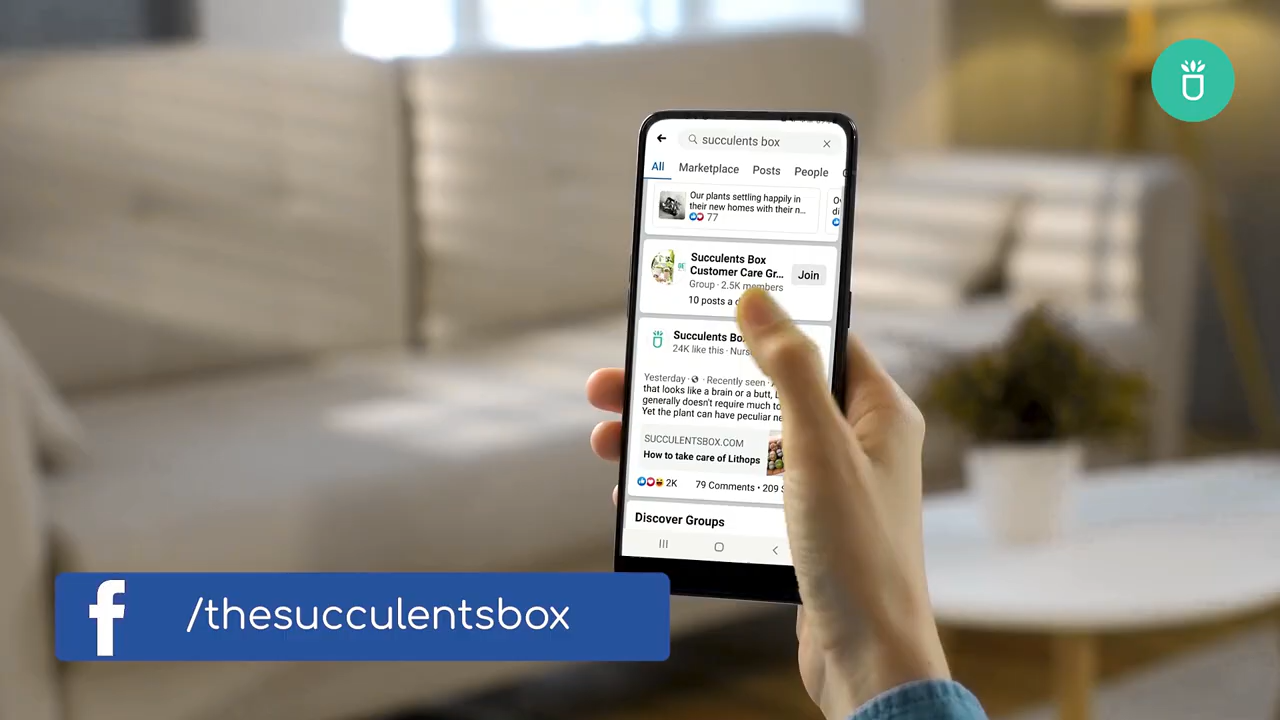 succulents box
All Marketplace Posts People
Our plants settling happily in
their new homes with their n...
77
Succulents Box
Customer Care Gr...
Join
Group · 2.5K members
10 posts a
Succulents
24K like this ·
Yesterday · Recently seen ·
that looks like a brain or a butt,
generally doesn't require much to
Yet the plant can have peculiar
SUCCULENTSBOX.COM
How to take care of Lithops
2K 79 Comments • 209
Discover Groups
f /thesucculentsbox